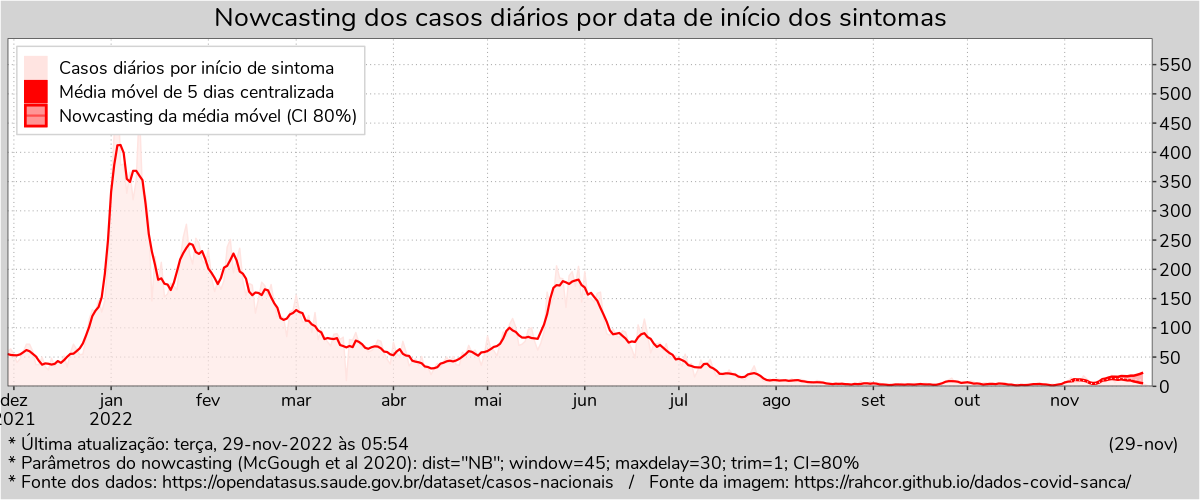 Nowcasting dos casos diários por data de início dos sintomas
Casos diários por início de sintoma
Média móvel de 5 dias centralizada
Nowcasting da média móvel (CI 80%)
550
500
450
400
350
300
250
200
150
100
50
0
dez jan fev mar abr mai jun jul ago set out nov
2021 2022
* Última atualização: terça, 29-nov-2022 às 05:54 (29-nov)
* Parâmetros do nowcasting (McGough et al 2020): dist="NB"; window=45; maxdelay=30; trim=1; CI=80%
* Fonte dos dados: https://opendatasus.saude.gov.br/dataset/casos-nacionais / Fonte da imagem: https://rahcor.github.io/dados-covid-sanca/